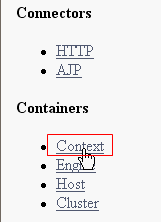 Connectors
HTTP
AJP
Containers
Context
Host
Cluster